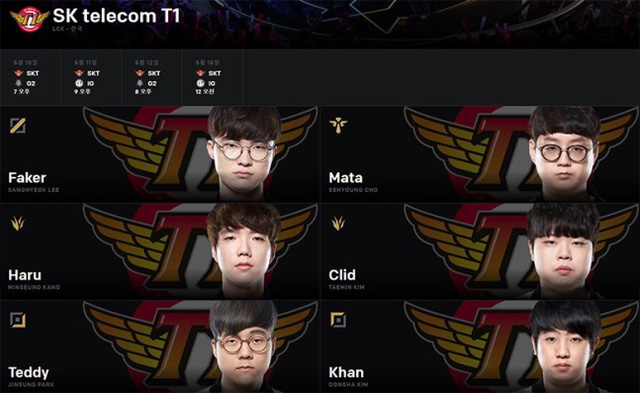 SK telecom T1
LCK - 한국
5월 10일
SKT
G2
7 오후
5월 11일
SKT
IG
9 오후
5월 12일
SKT
G2
8 오후
5월 15일
SKT
IG
12 오전
Faker
SANGHYEOK LEE
Mata
SEHYOUNG CHO
Haru
MINSEUNG KANG
Clid
TAEMIN KIM
Teddy
JINSUNG PARK
Khan
DONGHA KIM